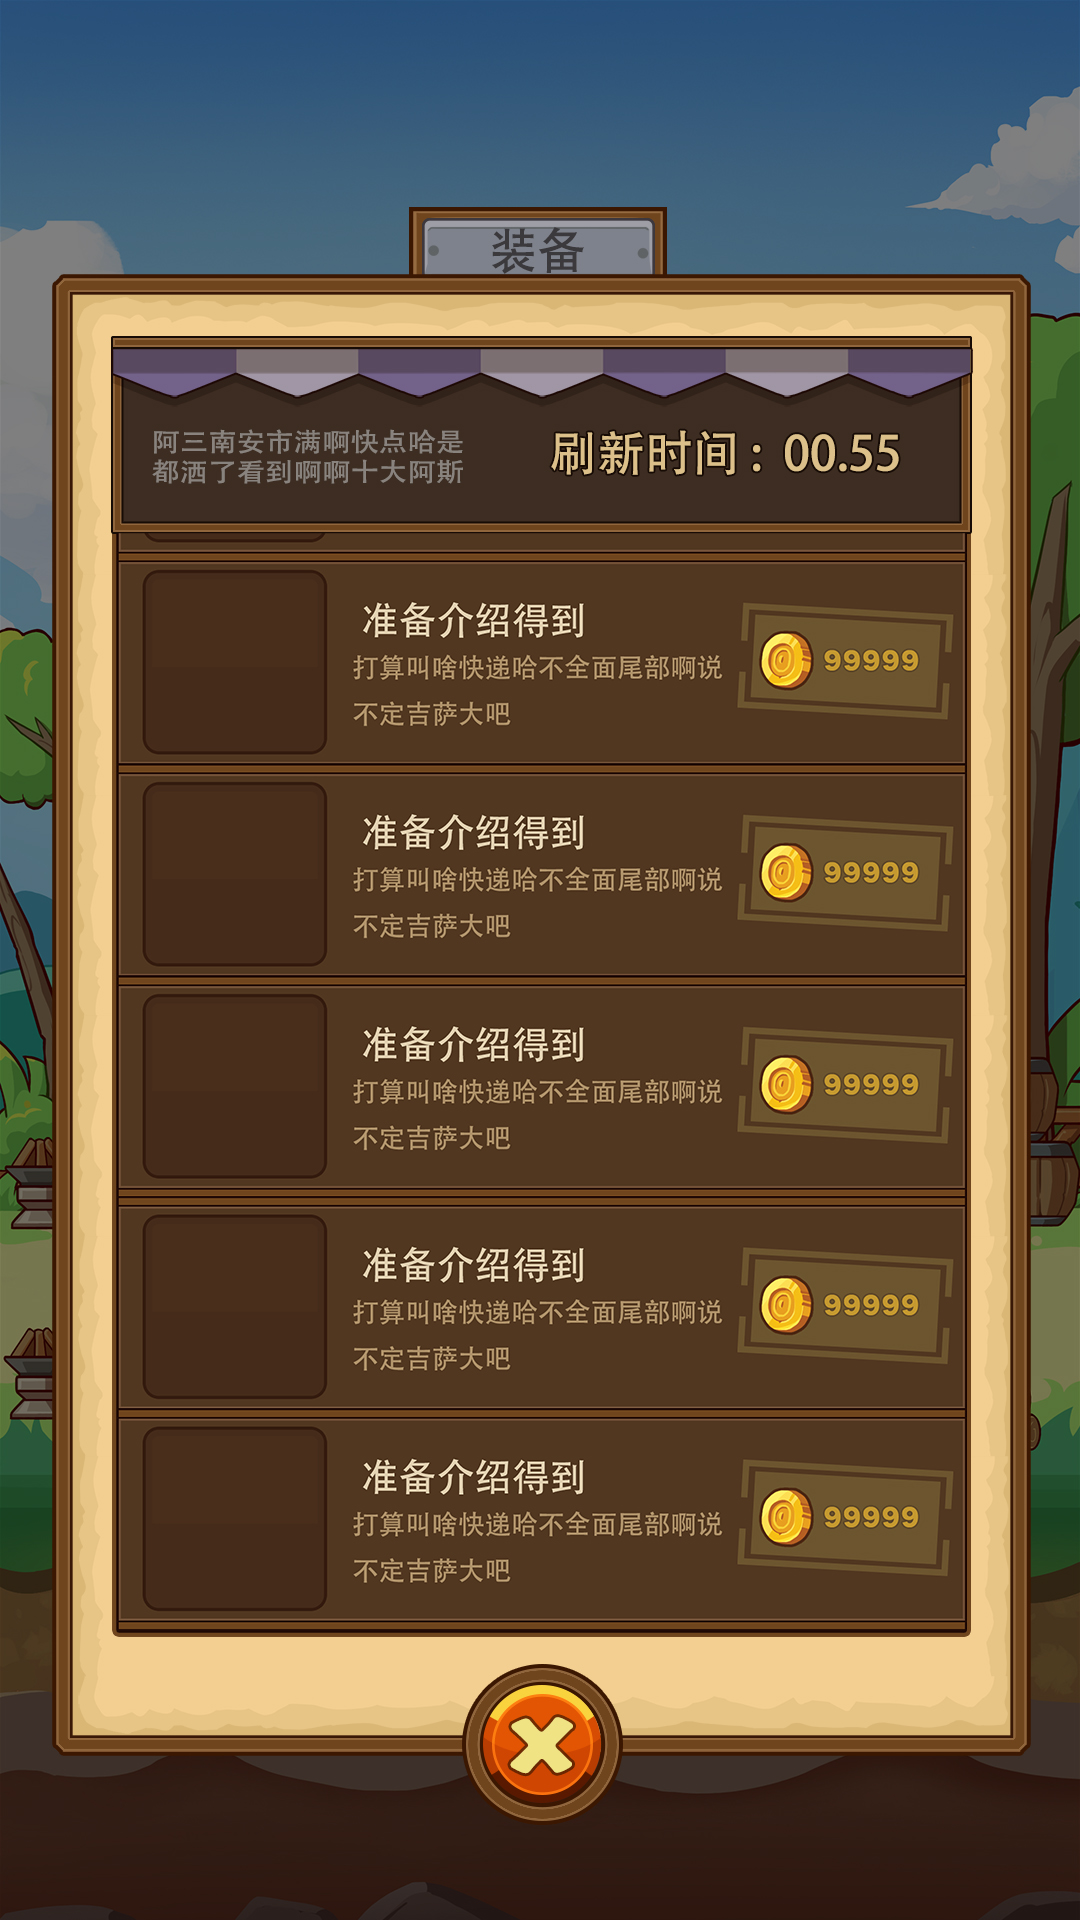 装备
阿三南安市满啊快点哈是
都洒了看到啊啊十大阿斯
刷新时间：00.55
准备介绍得到
打算叫啥快递哈不全面尾部啊说
不定吉萨大吧
99999
准备介绍得到
打算叫啥快递哈不全面尾部啊说
不定吉萨大吧
99999
准备介绍得到
打算叫啥快递哈不全面尾部啊说
不定吉萨大吧
99999
准备介绍得到
打算叫啥快递哈不全面尾部啊说
不定吉萨大吧
99999
准备介绍得到
打算叫啥快递哈不全面尾部啊说
不定吉萨大吧
99999